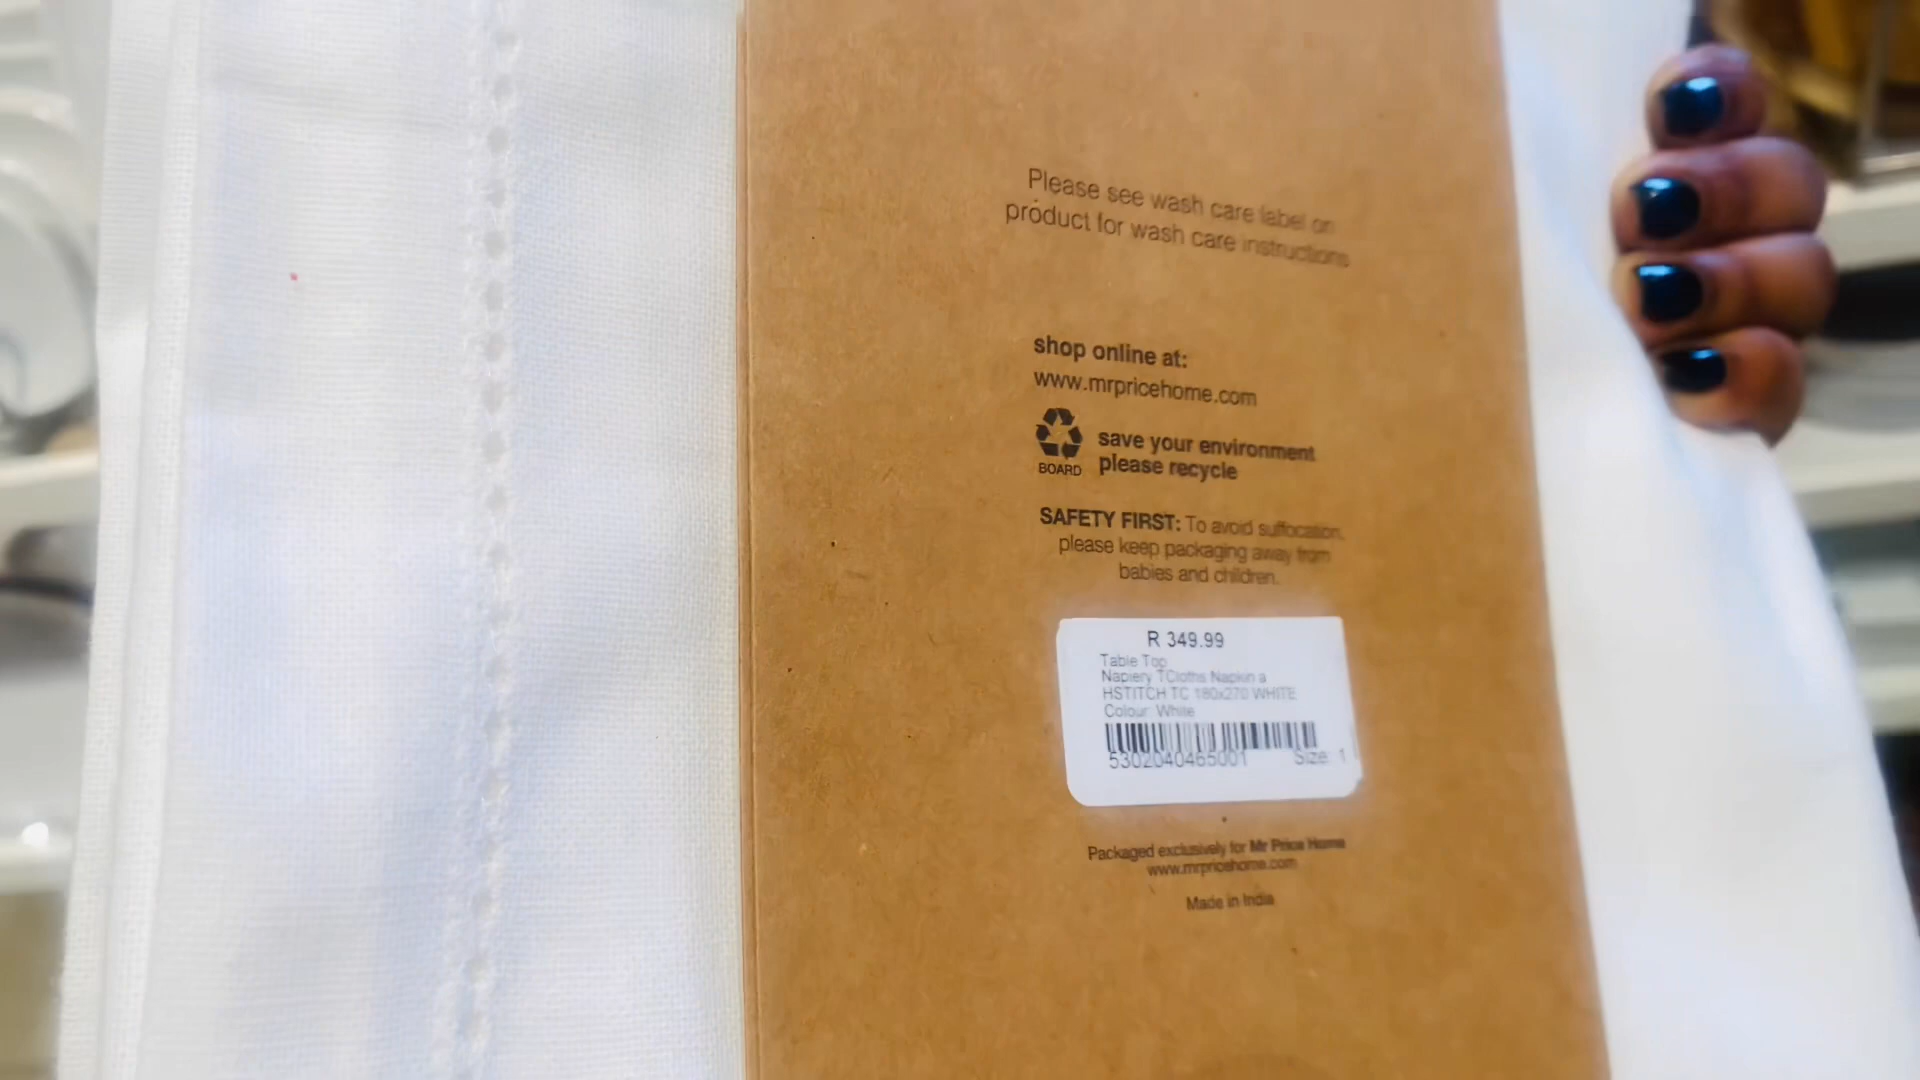 Please see wash care label on
product for wash care instructions
shop online at:
www.mrpricehome.com
BOARD
save your environment
please recycle
SAFETY FIRST: To avoid suffocation,
please keep packaging away from
babies and children.
R 349.99
Table Top
Napiery TCloths Napkin a
HSTITCH TC 180x270 WHITE
Colour: White
5302040465001 Size: 1
Packaged exclusively for Mr Price Home
www.mrpricehome.com
Made in India